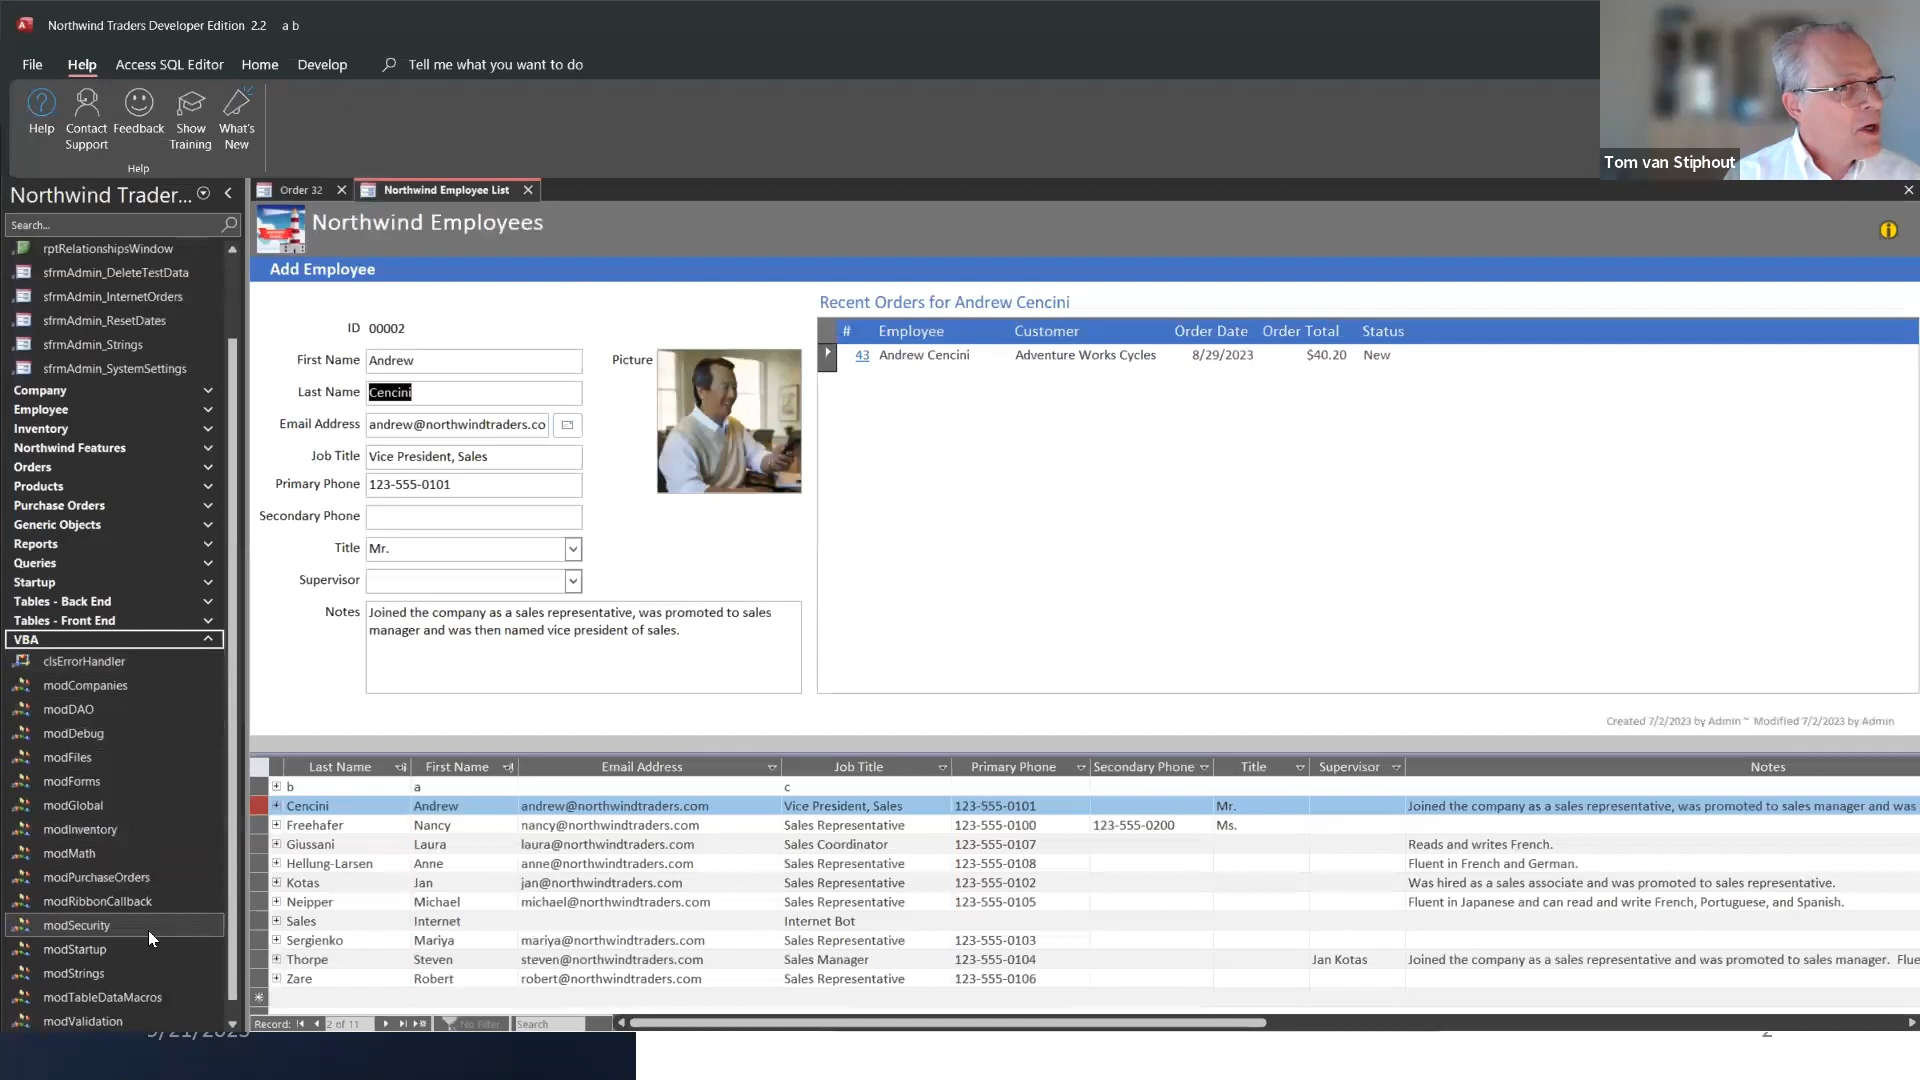 Northwind Traders Developer Edition 2.2 a b
File Help Access SQL Editor Home Develop Tell me what you want to do
Help Contact Support Feedback Show Training What's New
Help
Tom van Stiphout
Northwind Trader...
Search...
rptRelationshipsWindow
sfrmAdmin_DeleteTestData
sfrmAdmin_InternetOrders
sfrmAdmin_ResetDates
sfrmAdmin_Strings
sfrmAdmin_SystemSettings
Company
Employee
Inventory
Northwind Features
Orders
Products
Purchase Orders
Generic Objects
Reports
Queries
Startup
Tables - Back End
Tables - Front End
VBA
clsErrorHandler
modCompanies
modDAO
modDebug
modFiles
modForms
modGlobal
modInventory
modMath
modPurchaseOrders
modRibbonCallback
modSecurity
modStartup
modStrings
modTableDataMacros
modValidation
Order 32 Northwind Employee List
Northwind Employees
Add Employee
ID 00002
First Name Andrew
Last Name Cencini
Email Address andrew@northwindtraders.co
Job Title Vice President, Sales
Primary Phone 123-555-0101
Secondary Phone
Title Mr.
Supervisor
Notes Joined the company as a sales representative, was promoted to sales
manager and was then named vice president of sales.
Picture
Recent Orders for Andrew Cencini
# Employee Customer Order Date Order Total Status
43 Andrew Cencini Adventure Works Cycles 8/29/2023 $40.20 New
Created 7/2/2023 by Admin ~ Modified 7/2/2023 by Admin
Last Name First Name Email Address Job Title Primary Phone Secondary Phone Title Supervisor Notes
b a c
Cencini Andrew andrew@northwindtraders.com Vice President, Sales 123-555-0101 Mr. Joined the company as a sales representative, was promoted to sales manager and was
Freehafer Nancy nancy@northwindtraders.com Sales Representative 123-555-0100 123-555-0200 Ms.
Giussani Laura laura@northwindtraders.com Sales Coordinator 123-555-0107 Reads and writes French.
Hellung-Larsen Anne anne@northwindtraders.com Sales Representative 123-555-0108 Fluent in French and German.
Kotas Jan jan@northwindtraders.com Sales Representative 123-555-0102 Was hired as a sales associate and was promoted to sales representative.
Neipper Michael michael@northwindtraders.com Sales Representative 123-555-0105 Fluent in Japanese and can read and write French, Portuguese, and Spanish.
Sales Internet Internet Bot
Sergienko Mariya mariya@northwindtraders.com Sales Representative 123-555-0103
Thorpe Steven steven@northwindtraders.com Sales Manager 123-555-0104 Jan Kotas Joined the company as a sales representative and was promoted to sales manager. Flue
Zare Robert robert@northwindtraders.com Sales Representative 123-555-0106
Record: 2 of 11 No Filter Search